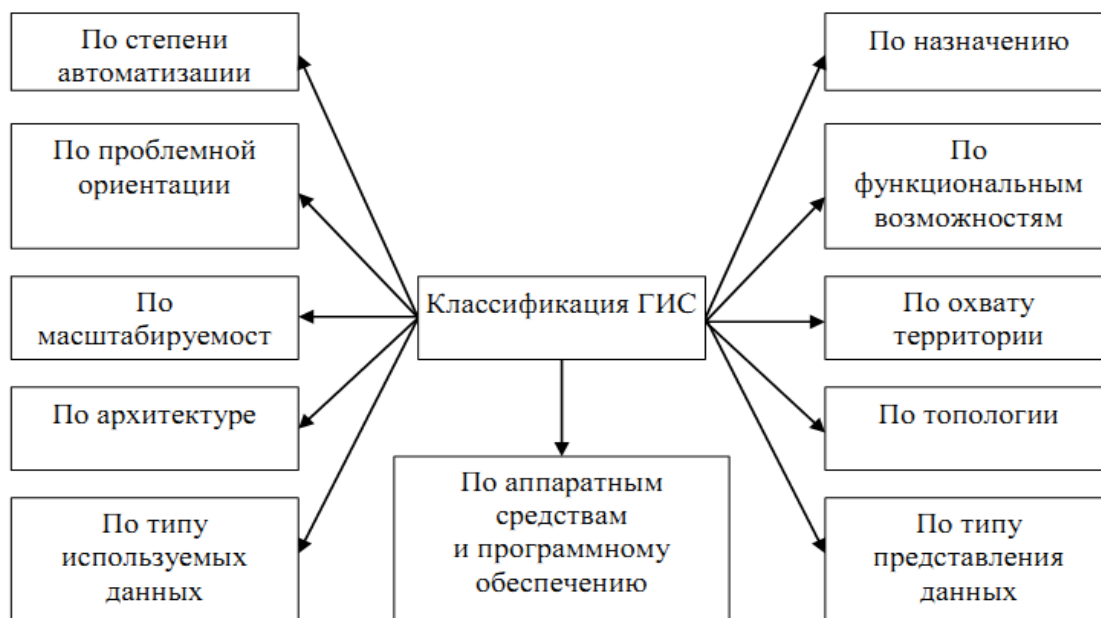 По степени
автоматизации
По проблемной
ориентации
По
масштабируемост
По архитектуре
По типу
используемых
данных
Классификация ГИС
По аппаратным
средствам
и программному
обеспечению
По назначению
По
функциональным
возможностям
По охвату
территории
По топологии
По типу
представления
данных